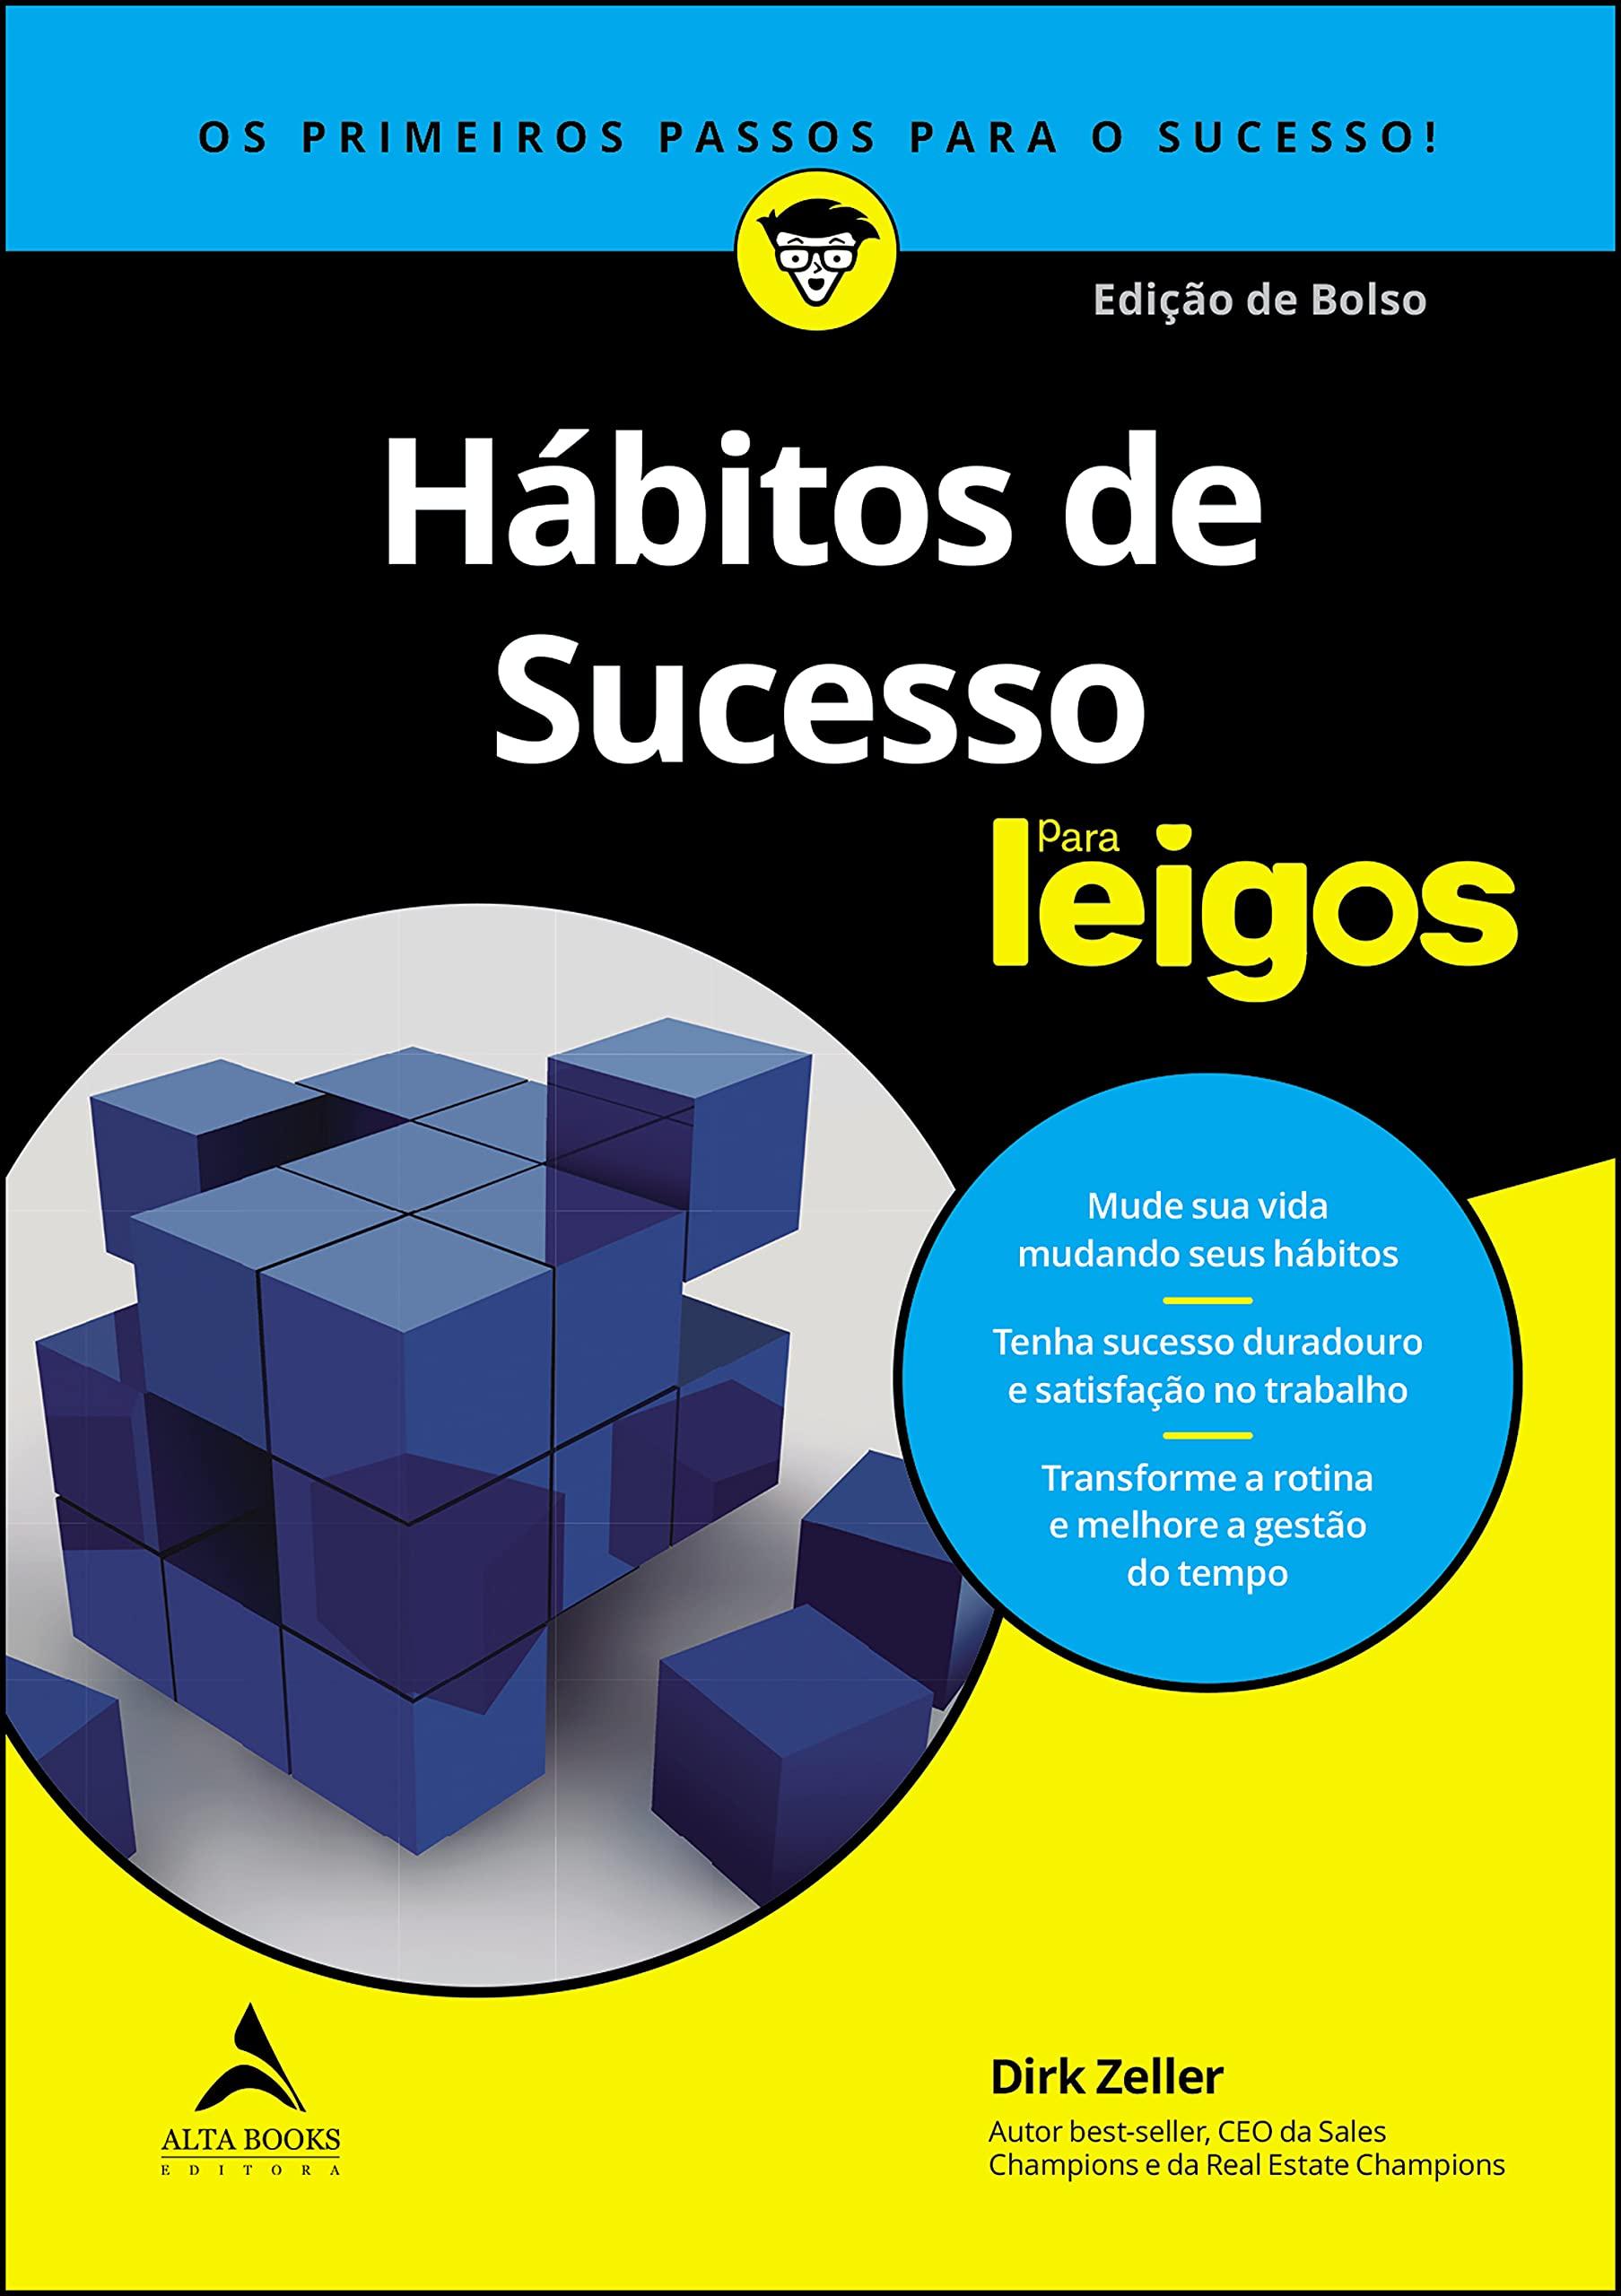 OS PRIMEIROS PASSOS PARA O SUCESSO!
Edição de Bolso
Hábitos de
Sucesso
para
leigos
Mude sua vida
mudando seus hábitos
Tenha sucesso duradouro
e satisfação no trabalho
Transforme a rotina
e melhore a gestão
do tempo
ALTA BOOKS
EDITORA
Dirk Zeller
Autor best-seller, CEO da Sales
Champions e da Real Estate Champions